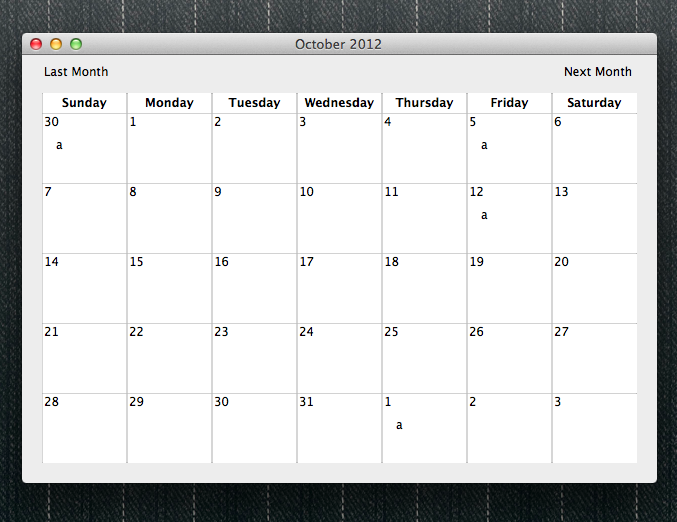 October 2012
Last Month Next Month
Sunday Monday Tuesday Wednesday Thursday Friday Saturday
30 1 2 3 4 5 6
a a
7 8 9 10 11 12 13
a
14 15 16 17 18 19 20
21 22 23 24 25 26 27
28 29 30 31 1 2 3
a